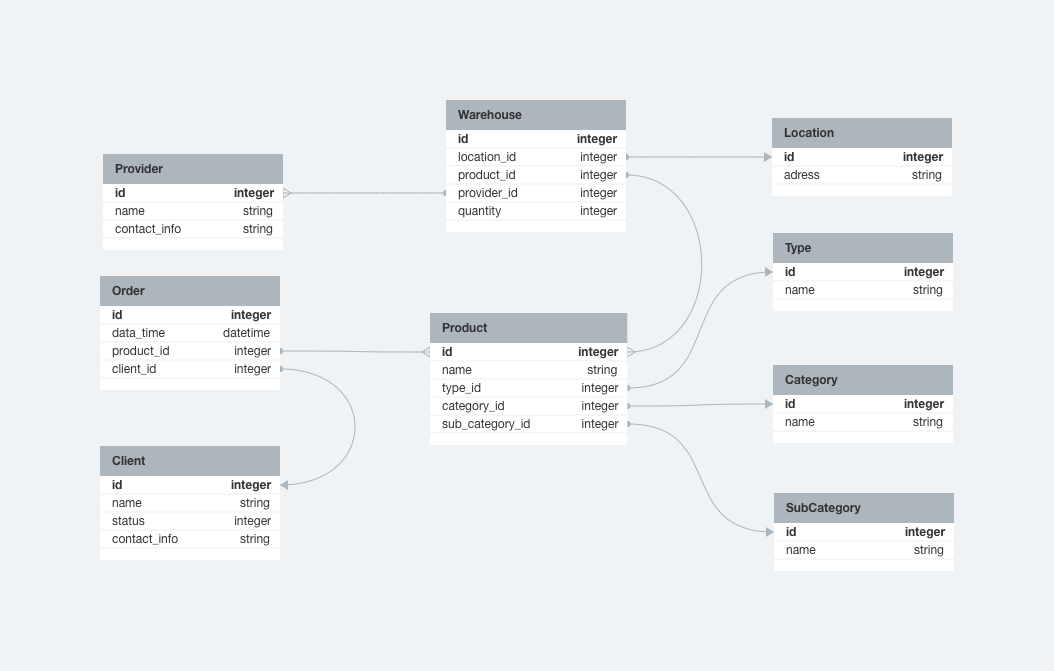 Warehouse
id integer
location_id integer
product_id integer
provider_id integer
quantity integer
Location
id integer
adress string
Provider
id integer
name string
contact_info string
Type
id integer
name string
Order
id integer
data_time datetime
product_id integer
client_id integer
Product
id integer
name string
type_id integer
category_id integer
sub_category_id integer
Category
id integer
name string
Client
id integer
name string
status integer
contact_info string
SubCategory
id integer
name string